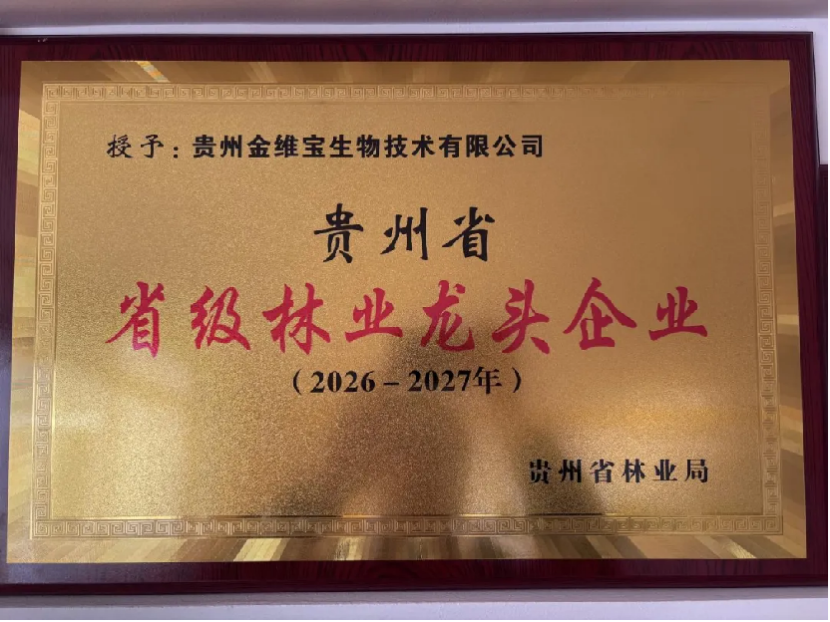 授予：贵州金维宝生物技术有限公司
贵州省
省级林业龙头企业
（2026－2027年）
贵州省林业局